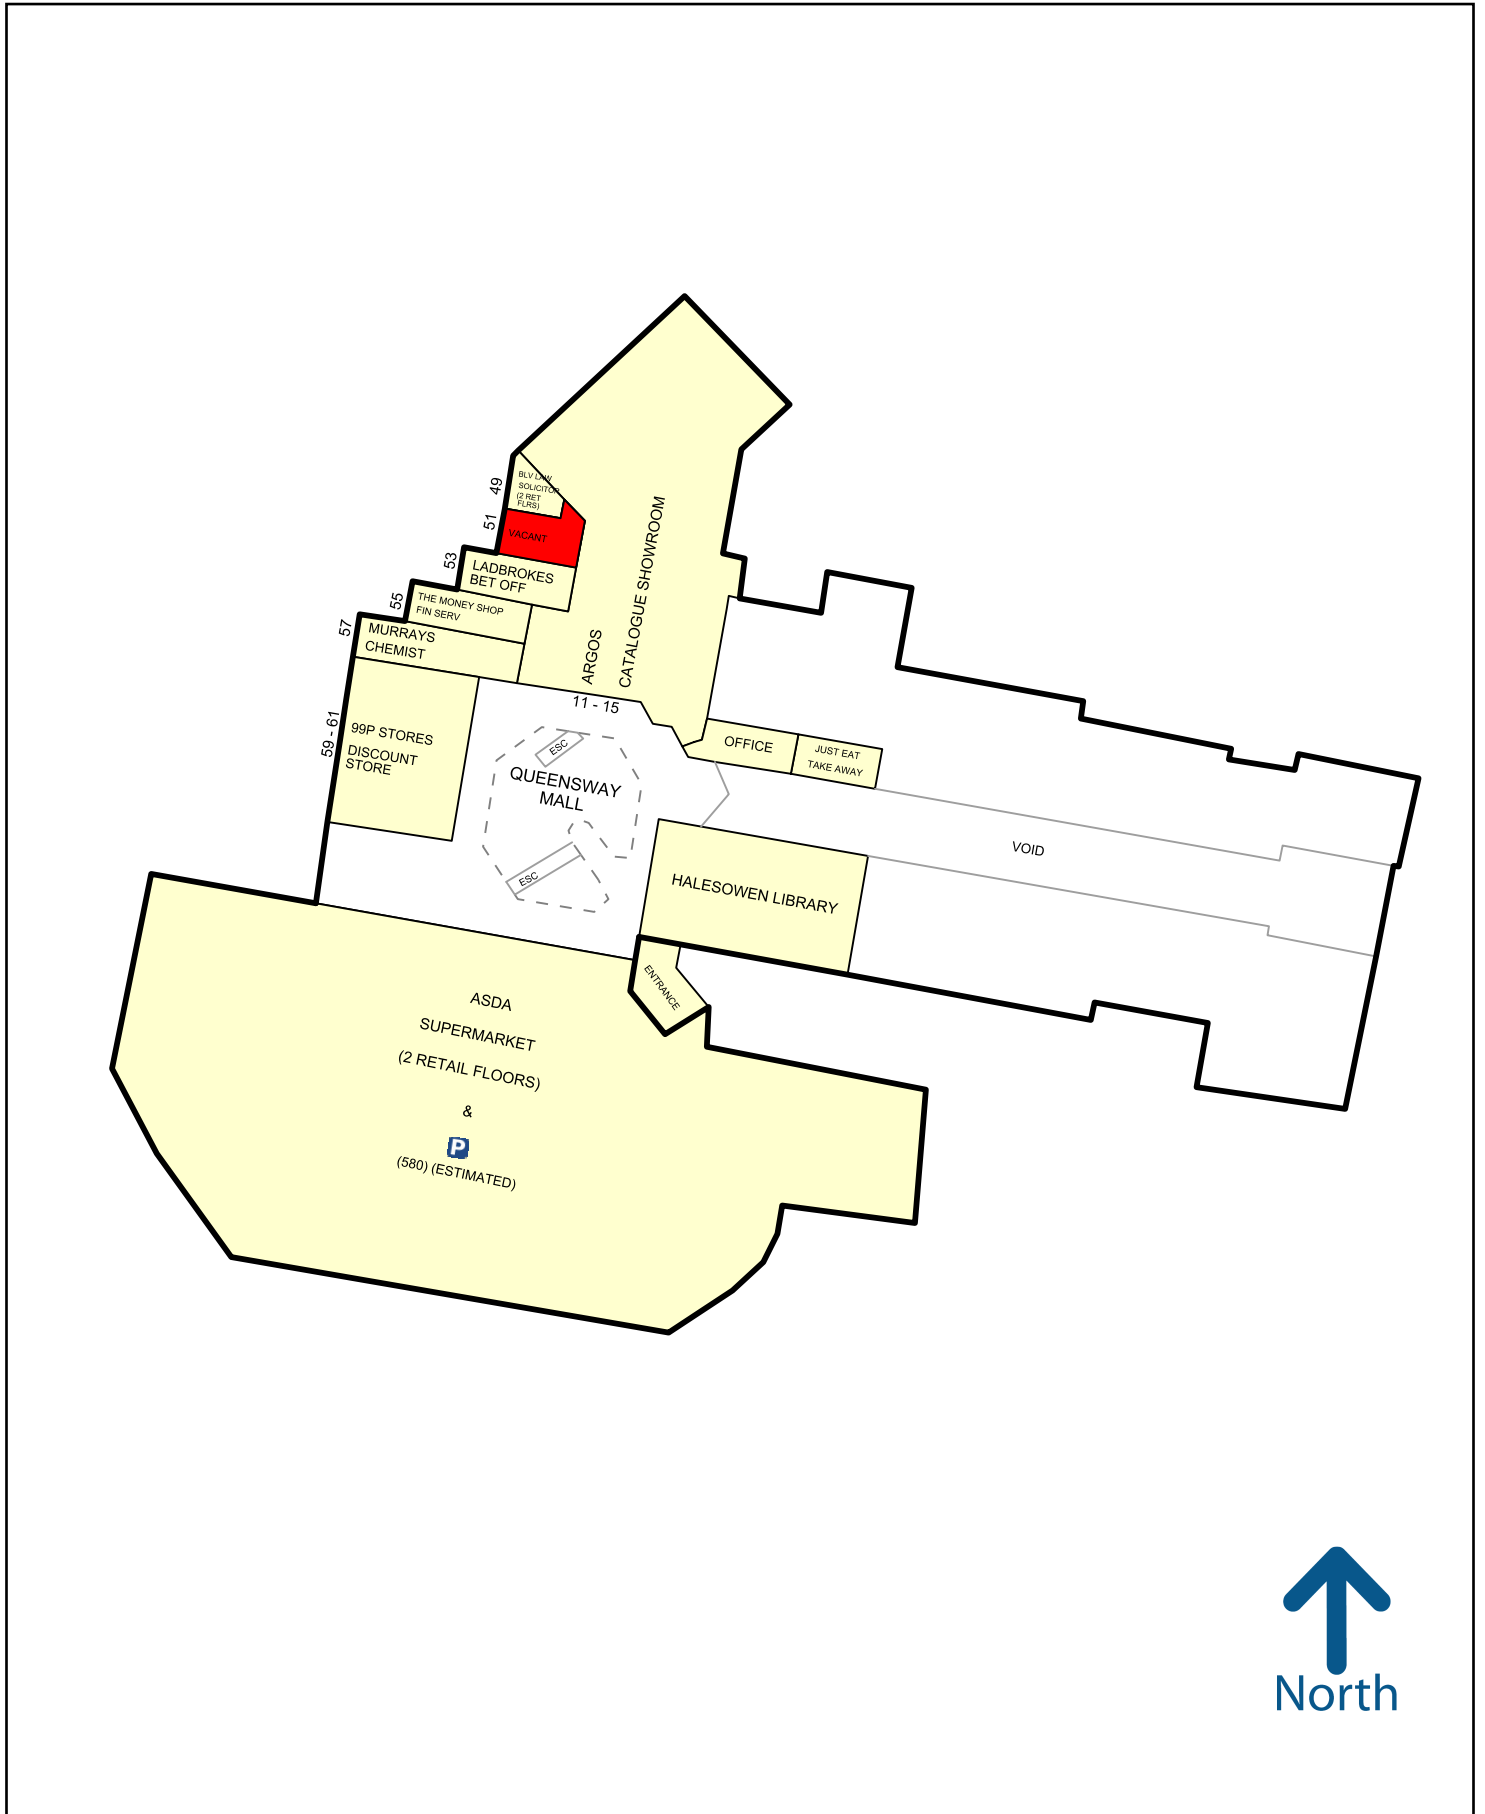 BLV LAW
SOLICITOR
(2 RET
FLRS)
49
51
VACANT
53
LADBROKES
BET OFF
55
THE MONEY SHOP
FIN SERV
57
MURRAYS
CHEMIST
ARGOS
CATALOGUE SHOWROOM
11 - 15
59 - 61
99P STORES
DISCOUNT
STORE
ESC
QUEENSWAY
MALL
ESC
OFFICE
JUST EAT
TAKE AWAY
VOID
HALESOWEN LIBRARY
ENTRANCE
ASDA
SUPERMARKET
(2 RETAIL FLOORS)
&
P
(580) (ESTIMATED)
North